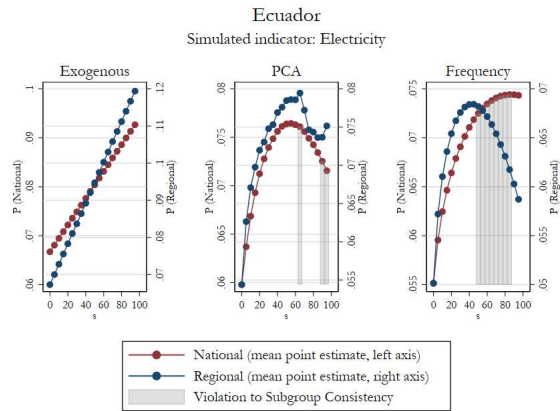 Ecuador
Simulated indicator: Electricity
Exogenous
P (National)
.06 .07 .08 .09 .1
P (Regional)
.07 .08 .09 .1 .11 .12
0 20 40 60 80 100
s
PCA
P (National)
.06 .065 .07 .075 .08
P (Regional)
.055 .06 .065 .07 .075 .08
0 20 40 60 80 100
s
Frequency
P (National)
.055 .06 .065 .07 .075
P (Regional)
.055 .06 .065 .07
0 20 40 60 80 100
s
National (mean point estimate, left axis)
Regional (mean point estimate, right axis)
Violation to Subgroup Consistency